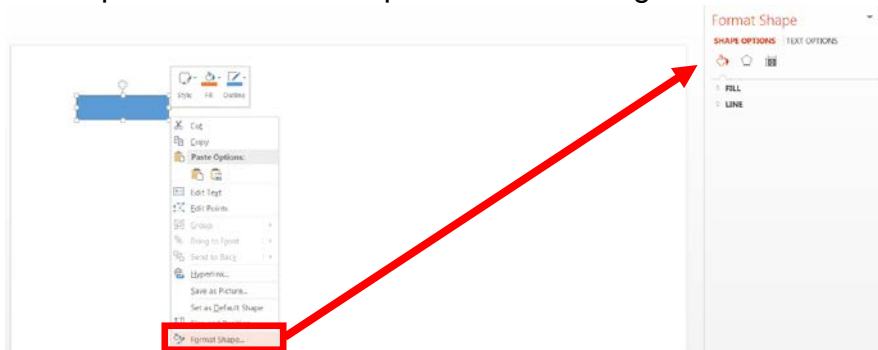 Format Shape
SHAPE OPTIONS TEXT OPTIONS
Style Fill Outline
FILL
LINE
Cut
Copy
Paste Options:
Edit Text
Edit Points
Group
Bring to Front
Send to Back
Hyperlink...
Save as Picture...
Set as Default Shape
Format Shape...